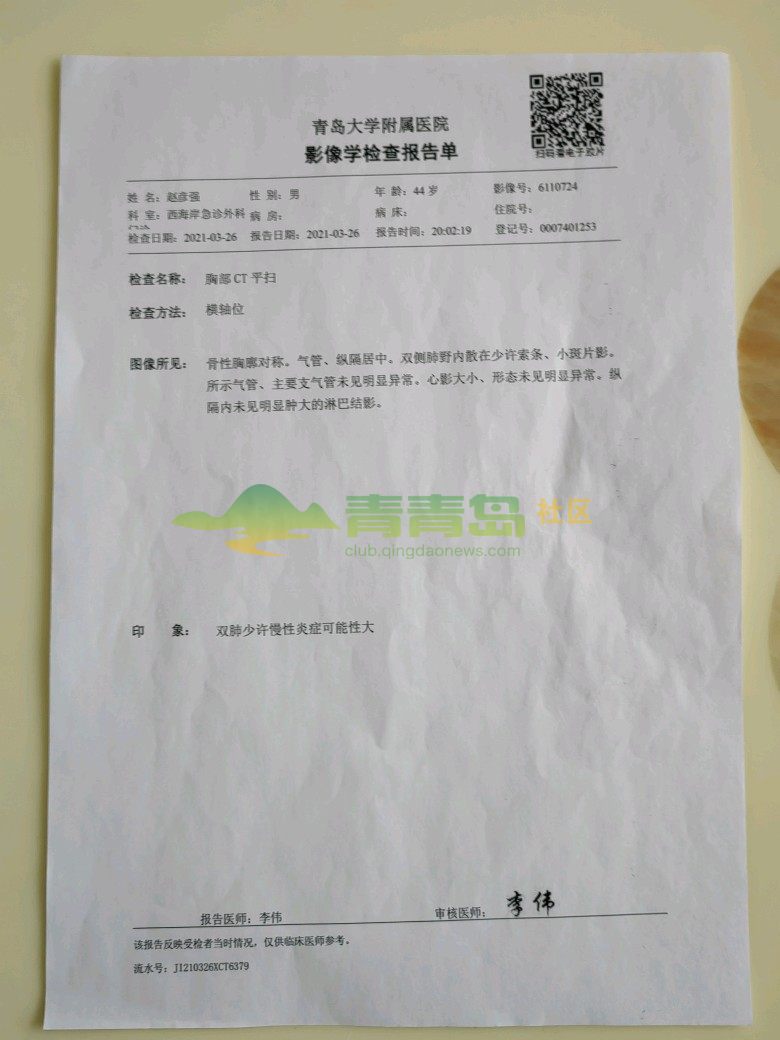 青岛大学附属医院
影像学检查报告单
扫码看电子胶片
姓 名：赵彦强 性 别：男 年 龄：44 岁 影像号：6110724
科 室：西海岸急诊外科 病 房： 病 床： 住院号：
门诊
检查日期：2021-03-26 报告日期：2021-03-26 报告时间：20:02:19 登记号：0007401253
检查名称： 胸部 CT 平扫
检查方法： 横轴位
图像所见： 骨性胸廓对称。气管、纵隔居中。双侧肺野内散在少许索条、小斑片影。
所示气管、主要支气管未见明显异常。心影大小、形态未见明显异常。纵
隔内未见明显肿大的淋巴结影。
青青岛 社区
club.qingdaonews.com
印 象： 双肺少许慢性炎症可能性大
报告医师：李伟 审核医师： 李伟
该报告反映受检者当时情况，仅供临床医师参考。
流水号：JI210326XCT6379